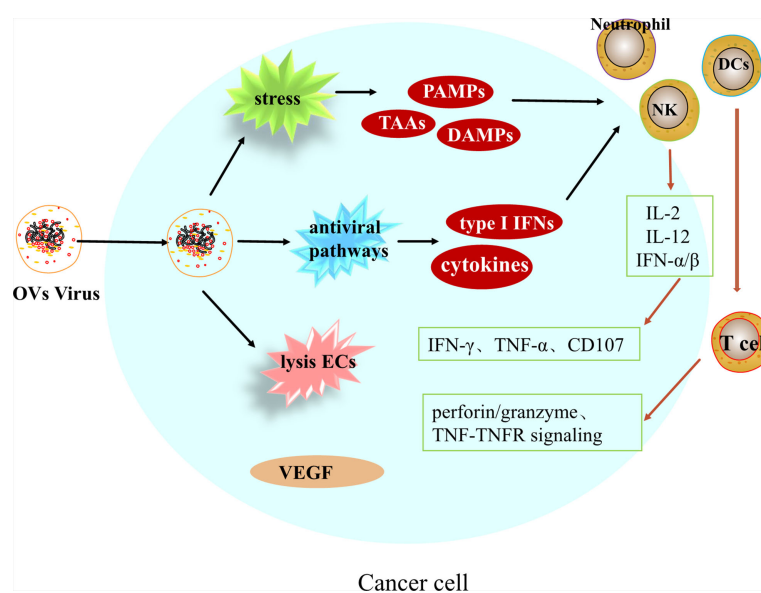 Neutrophil
DCs
stress
PAMPs
NK
TAAs
DAMPs
IL-2
IL-12
IFN-α/β
type I IFNs
antiviral
pathways
cytokines
OVs Virus
T cel
IFN-γ、TNF-α、CD107
lysis ECs
perforin/granzyme、
TNF-TNFR signaling
VEGF
Cancer cell